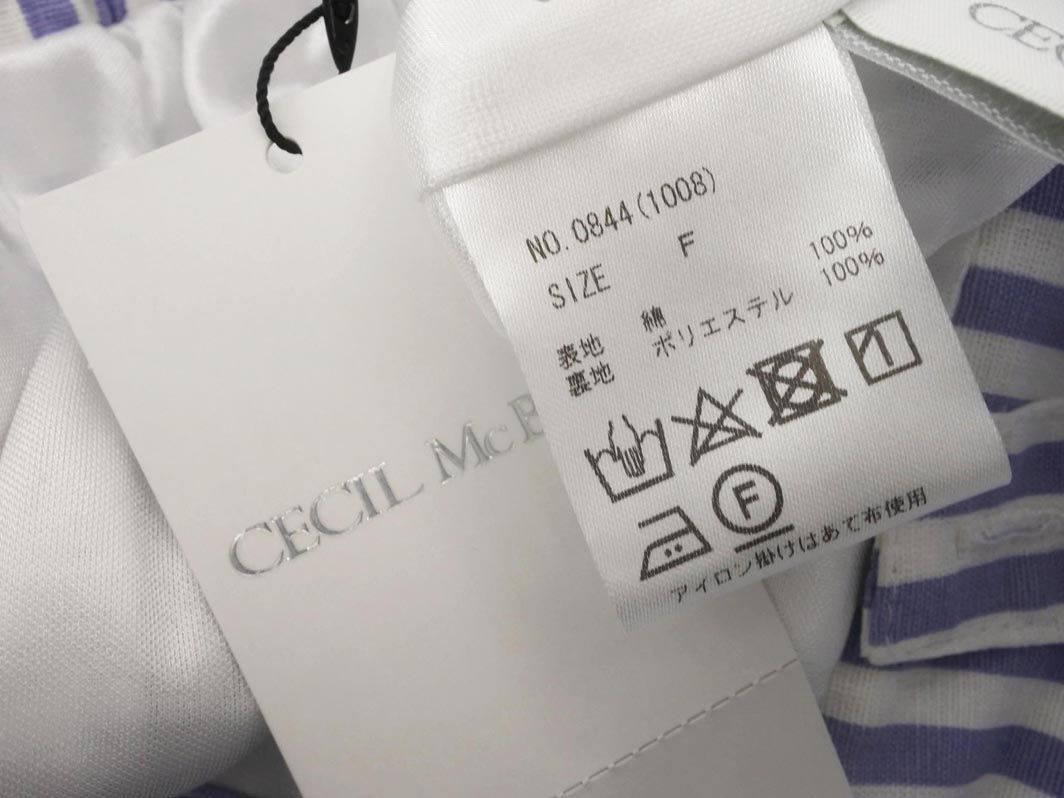 CEC
NO.0844(1008)
SIZE F
表地 綿 100%
裏地 ポリエステル 100%
F
アイロン掛けはあて布使用
CECIL Mc B